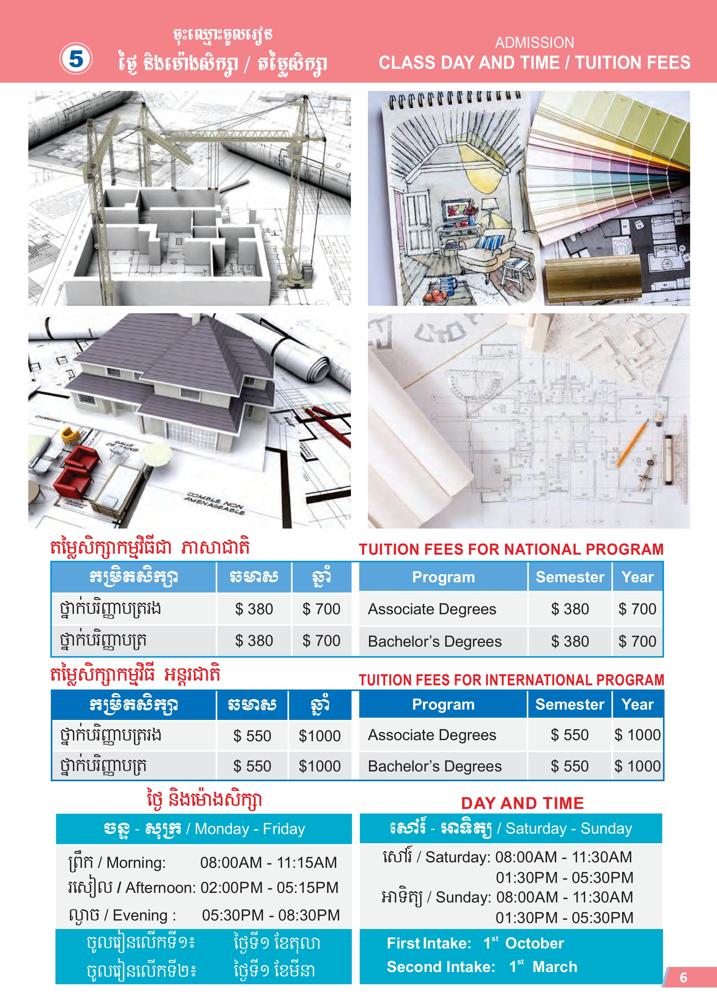 ចុះឈ្មោះចូលរៀន
5
ថ្ងៃ និងម៉ោងសិក្សា / តម្លៃសិក្សា
ADMISSION
CLASS DAY AND TIME / TUITION FEES
COMBLE NON
AMENAGEABLE
តម្លៃសិក្សាកម្មវិធីជា ភាសាជាតិ
កម្រិតសិក្សា ឆមាស ឆ្នាំ
ថ្នាក់បរិញ្ញាបត្ររង $ 380 $ 700
ថ្នាក់បរិញ្ញាបត្រ $ 380 $ 700
TUITION FEES FOR NATIONAL PROGRAM
Program Semester Year
Associate Degrees $ 380 $ 700
Bachelor’s Degrees $ 380 $ 700
តម្លៃសិក្សាកម្មវិធី អន្តរជាតិ
កម្រិតសិក្សា ឆមាស ឆ្នាំ
ថ្នាក់បរិញ្ញាបត្ររង $ 550 $1000
ថ្នាក់បរិញ្ញាបត្រ $ 550 $1000
TUITION FEES FOR INTERNATIONAL PROGRAM
Program Semester Year
Associate Degrees $ 550 $ 1000
Bachelor’s Degrees $ 550 $ 1000
ថ្ងៃ និងម៉ោងសិក្សា
ចន្ទ - សុក្រ / Monday - Friday
ព្រឹក / Morning: 08:00AM - 11:15AM
រសៀល / Afternoon: 02:00PM - 05:15PM
ល្ងាច / Evening : 05:30PM - 08:30PM
ចូលរៀនលើកទី១៖ ថ្ងៃទី១ ខែតុលា
ចូលរៀនលើកទី២៖ ថ្ងៃទី១ ខែមីនា
DAY AND TIME
សៅរ៍ - អាទិត្យ / Saturday - Sunday
សៅរ៍ / Saturday: 08:00AM - 11:30AM
01:30PM - 05:30PM
អាទិត្យ / Sunday: 08:00AM - 11:30AM
01:30PM - 05:30PM
First Intake: 1st October
Second Intake: 1st March
6